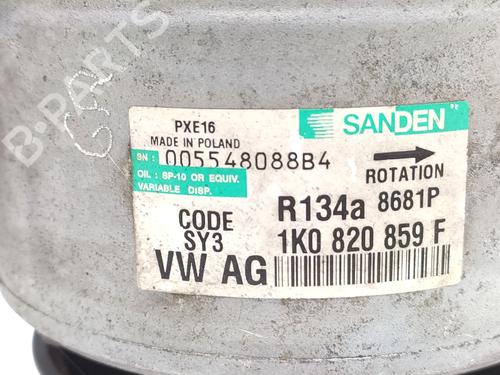 B-PARTS
PXE16
MADE IN POLAND
SANDEN
SN : 005548088B4
OIL : SP-10 OR EQUIV.
VARIABLE DISP.
ROTATION
CODE
SY3
R134a 8681P
1K0 820 859 F
VW AG